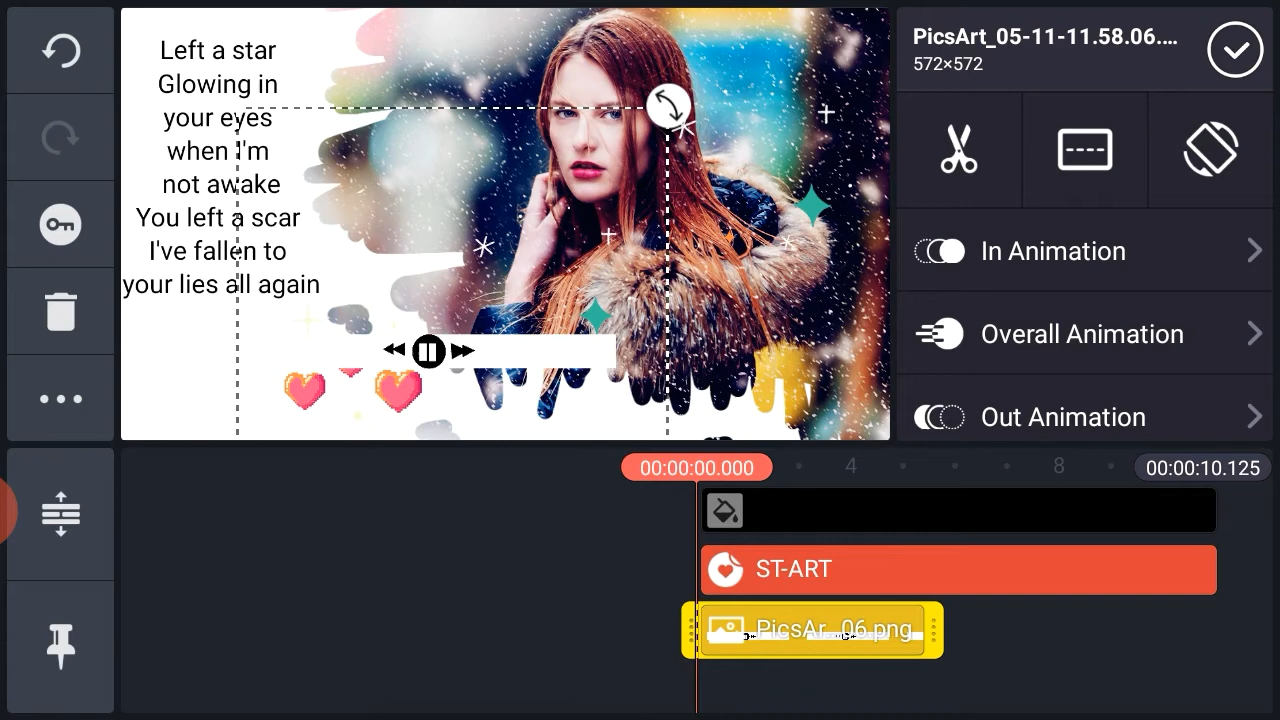 Left a star
Glowing in
your eyes
when I'm
not awake
You left a scar
I've fallen to
your lies all again
PicsArt_05-11-11.58.06....
572×572
In Animation
Overall Animation
Out Animation
00:00:00.000
4
8
00:00:10.125
ST-ART
PicsAr...06.png